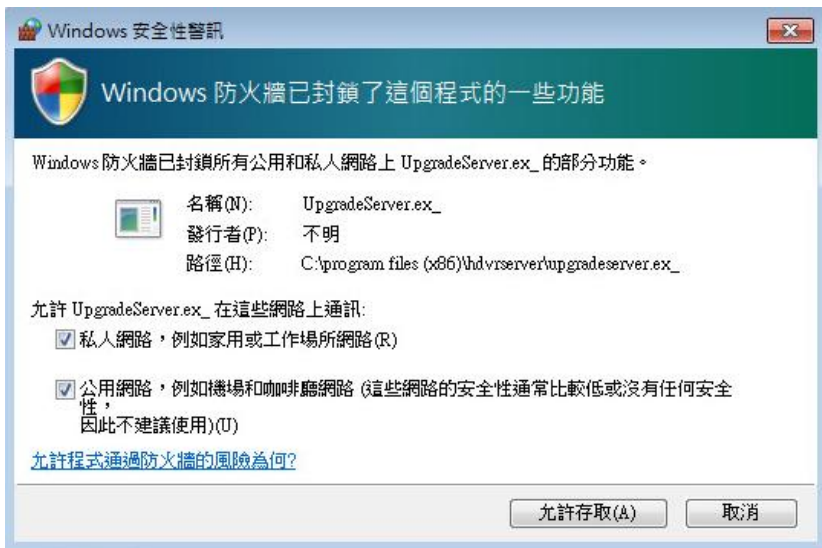 Windows 安全性警訊
Windows 防火牆已封鎖了這個程式的一些功能
Windows 防火牆已封鎖所有公用和私人網路上 UpgradeServer.ex_ 的部分功能。
名稱(N): UpgradeServer.ex_
發行者(P): 不明
路徑(H): C:\program files (x86)\hdvrserver\upgradeserver.ex_
允許 UpgradeServer.ex_ 在這些網路上通訊:
私人網路，例如家用或工作場所網路(R)
公用網路，例如機場和咖啡廳網路 (這些網路的安全性通常比較低或沒有任何安全
性，
因此不建議使用)(U)
允許程式通過防火牆的風險為何?
允許存取(A) 取消